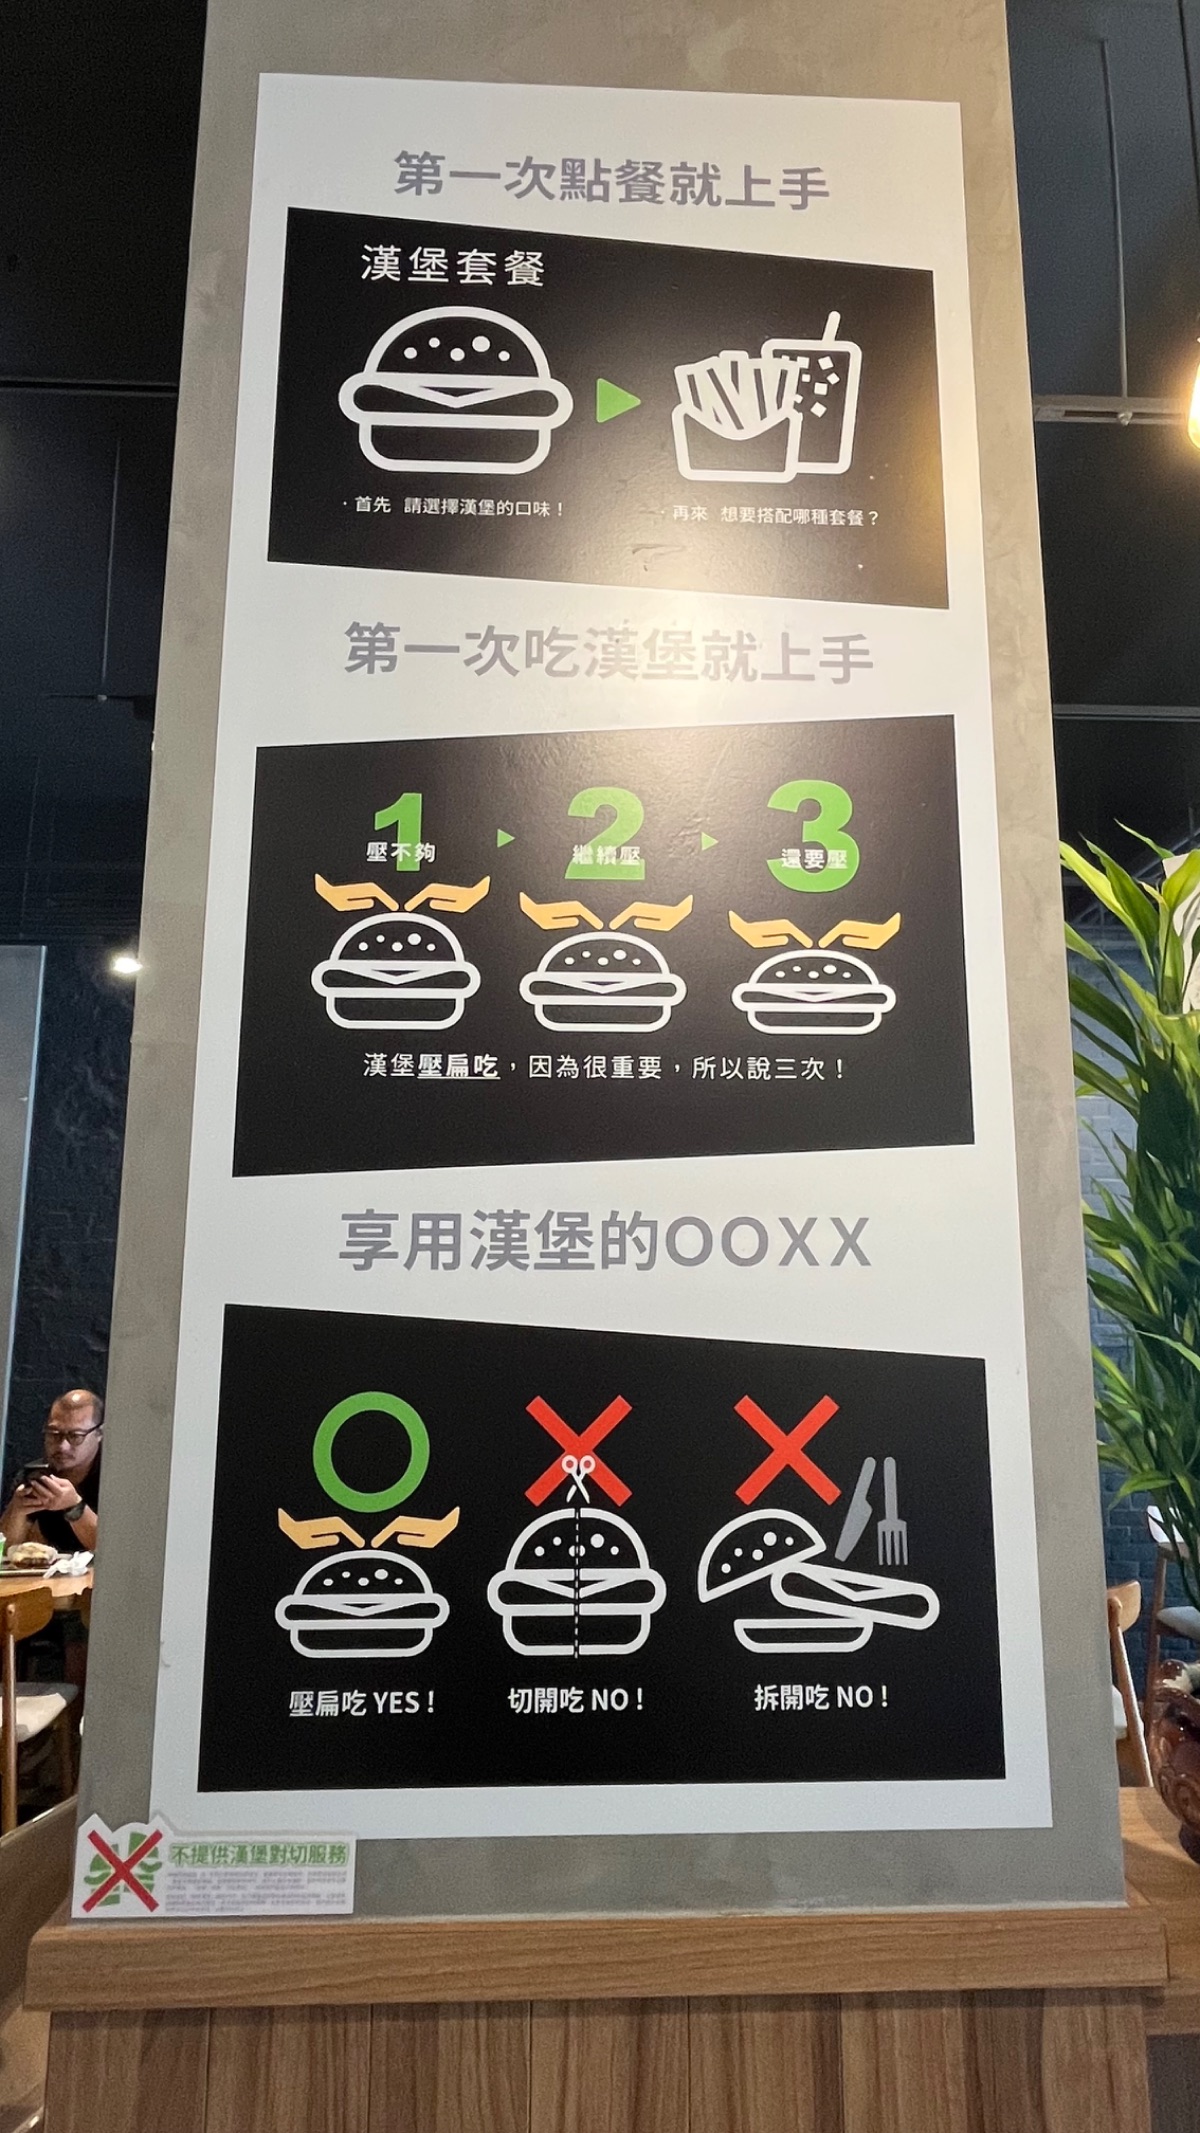 第一次點餐就上手
漢堡套餐
· 首先 請選擇漢堡的口味！
· 再來 想要搭配哪種套餐？
第一次吃漢堡就上手
1 2 3
壓不夠 繼續壓 還要壓
漢堡壓扁吃，因為很重要，所以說三次！
享用漢堡的OOXX
壓扁吃 YES！
切開吃 NO！
拆開吃 NO！
不提供漢堡對切服務